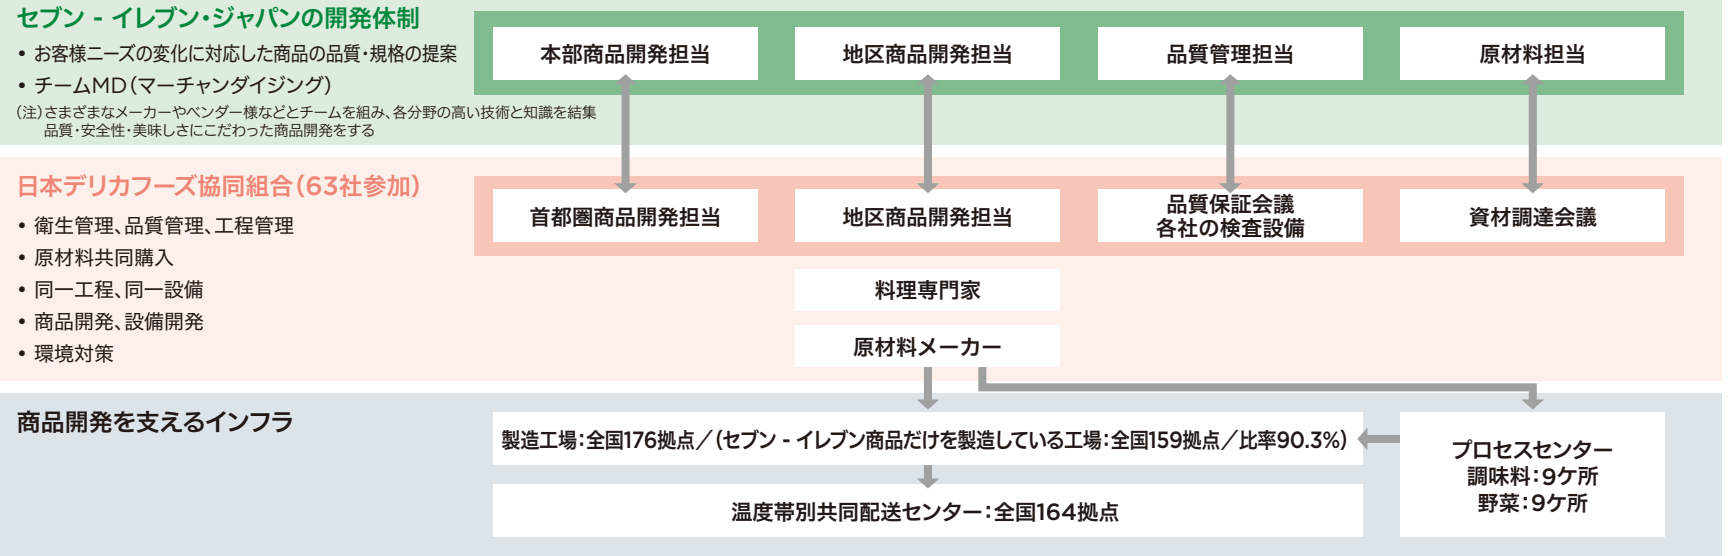 セブン‐イレブン・ジャパンの開発体制
• お客様ニーズの変化に対応した商品の品質・規格の提案
• チームMD（マーチャンダイジング）
（注）さまざまなメーカーやベンダー様などとチームを組み、各分野の高い技術と知識を結集
品質・安全性・美味しさにこだわった商品開発をする
本部商品開発担当
地区商品開発担当
品質管理担当
原材料担当
日本デリカフーズ協同組合（63社参加）
• 衛生管理、品質管理、工程管理
• 原材料共同購入
• 同一工程、同一設備
• 商品開発、設備開発
• 環境対策
首都圏商品開発担当
地区商品開発担当
品質保証会議
各社の検査設備
資材調達会議
料理専門家
原材料メーカー
商品開発を支えるインフラ
製造工場：全国176拠点／（セブン‐イレブン商品だけを製造している工場：全国159拠点／比率90.3%）
温度帯別共同配送センター：全国164拠点
プロセスセンター
調味料：9ケ所
野菜：9ケ所